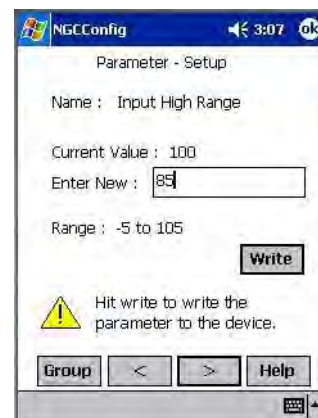 NGCConfig 3:07 ok
Parameter - Setup
Name : Input High Range
Current Value : 100
Enter New : 85
Range : -5 to 105
Write
Hit write to write the
parameter to the device.
Group < > Help